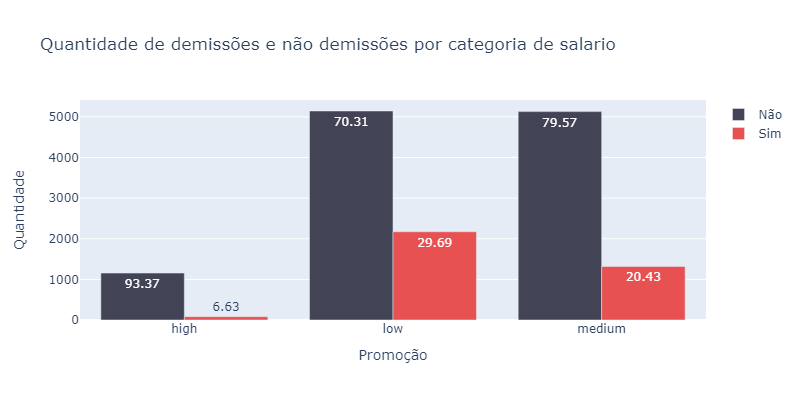 Quantidade de demissões e não demissões por categoria de salario
Não
Sim
Quantidade
5000
4000
3000
2000
1000
0
93.37
6.63
70.31
29.69
79.57
20.43
high
low
medium
Promoção